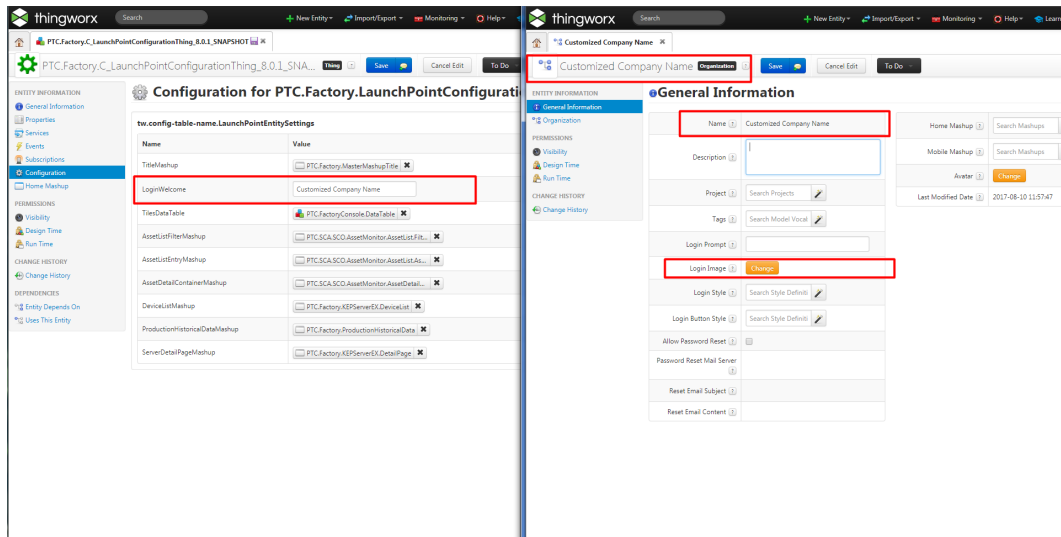 thingworx
Search
New Entity
Import/Export
Monitoring
Help
PTC.Factory.C_LaunchPointConfigurationThing_8.0.1_SNAPSHOT
PTC.Factory.C_LaunchPointConfigurationThing_8.0.1_SNA...
Thing
Save
Cancel Edit
To Do
ENTITY INFORMATION
General Information
Properties
Services
Events
Subscriptions
Configuration
Home Mashup
PERMISSIONS
Visibility
Design Time
Run Time
CHANGE HISTORY
Change History
DEPENDENCIES
Entity Depends On
Uses This Entity
Configuration for PTC.Factory.LaunchPointConfigurati
tw.config-table-name.LaunchPointEntitySettings
Name Value
TitleMashup PTC.Factory.MasterMashupTitle
LoginWelcome Customized Company Name
TilesDataTable PTC.FactoryConsole.DataTable
AssetListFilterMashup PTC.SCA.SCO.AssetMonitor.AssetList.Filt...
AssetListEntryMashup PTC.SCA.SCO.AssetMonitor.AssetList.As...
AssetDetailContainerMashup PTC.SCA.SCO.AssetMonitor.AssetDetail...
DeviceListMashup PTC.Factory.KEPServerEX.DeviceList
ProductionHistoricalDataMashup PTC.Factory.ProductionHistoricalData
ServerDetailPageMashup PTC.Factory.KEPServerEX.DetailPage
thingworx
Search
New Entity
Import/Export
Monitoring
Help
Learn
Customized Company Name
Customized Company Name
Organization
Save
Cancel Edit
To Do
ENTITY INFORMATION
General Information
Organization
PERMISSIONS
Visibility
Design Time
Run Time
CHANGE HISTORY
Change History
General Information
Name ? Customized Company Name
Description ?
Project ? Search Projects
Tags ? Search Model Vocal
Login Prompt ?
Login Image ? Change
Login Style ? Search Style Definiti
Login Button Style ? Search Style Definiti
Allow Password Reset ?
Password Reset Mail Server ?
Reset Email Subject ?
Reset Email Content ?
Home Mashup ? Search Mashups
Mobile Mashup ? Search Mashups
Avatar ? Change
Last Modified Date ? 2017-08-10 11:57:47